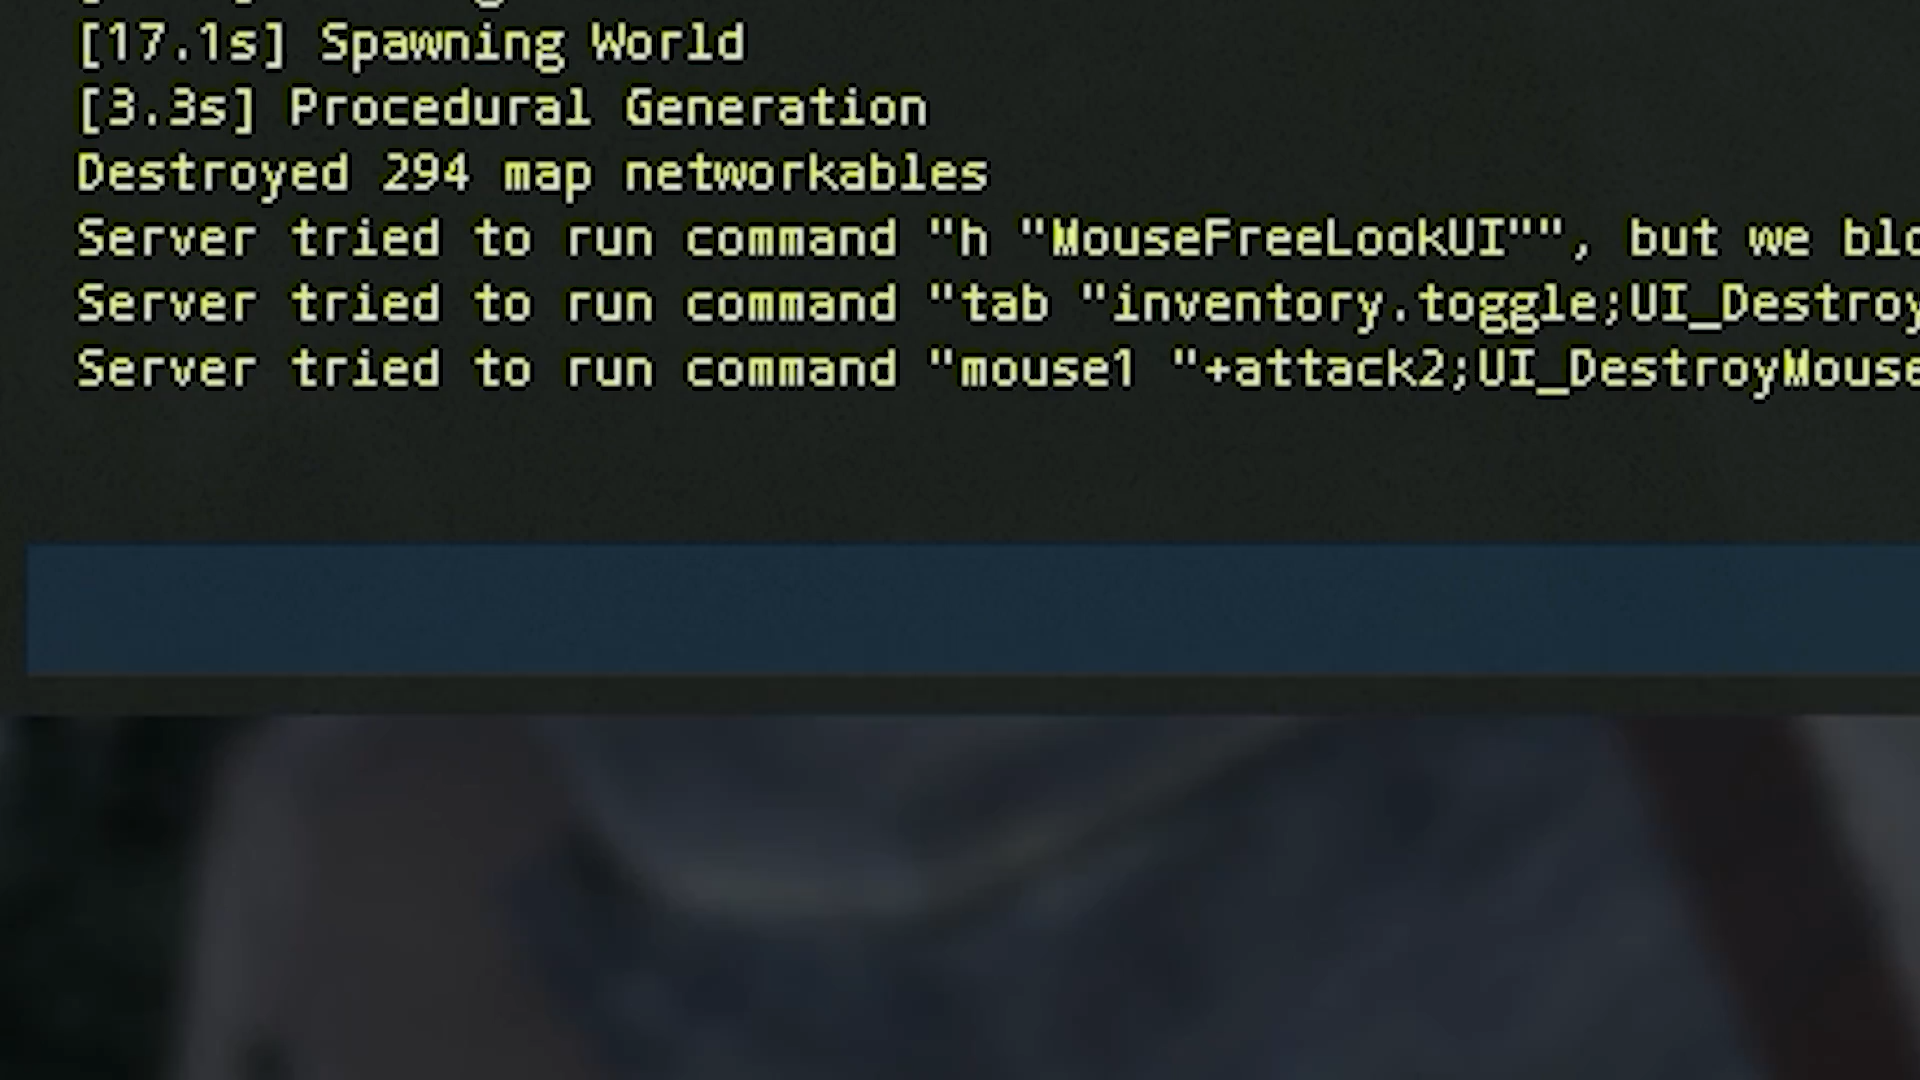 [17.1s] Spawning World
[3.3s] Procedural Generation
Destroyed 294 map networkables
Server tried to run command "h "MouseFreeLookUI"", but we blo
Server tried to run command "tab "inventory.toggle;UI_Destroy
Server tried to run command "mouse1 "+attack2;UI_DestroyMouse